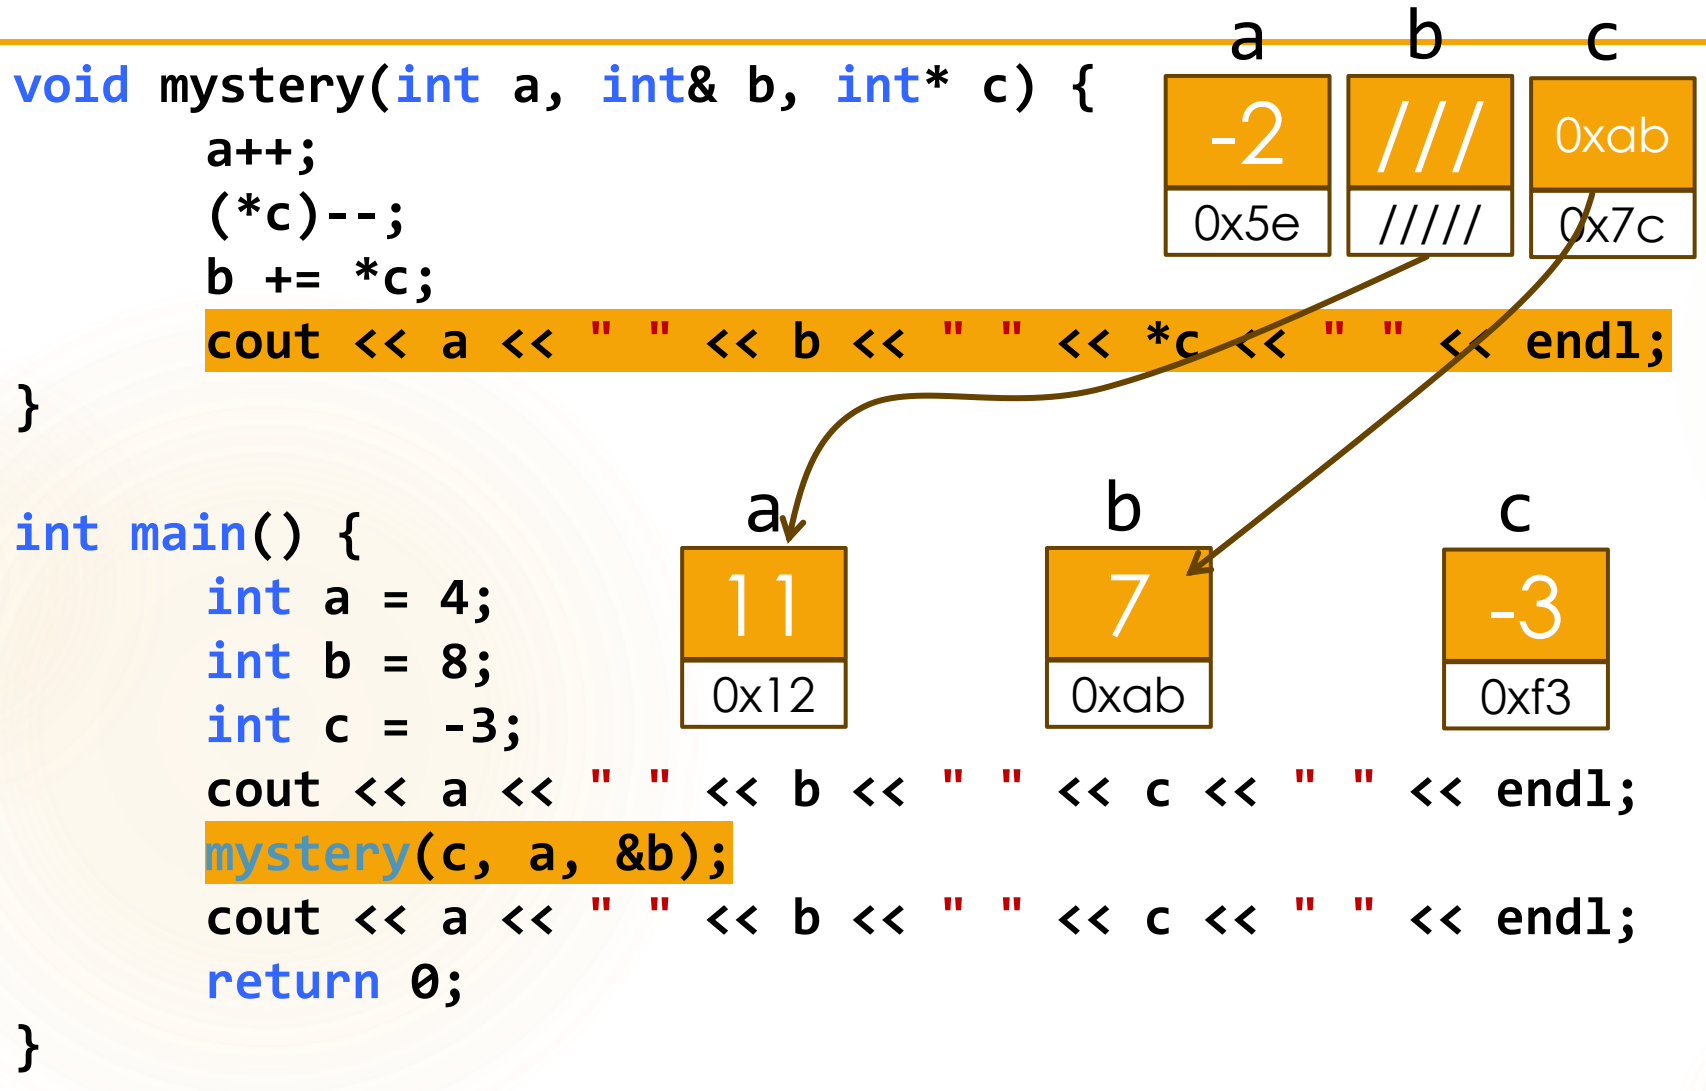 a b c
void mystery(int a, int& b, int* c) {
-2 /// 0xab
a++;
(*c)--;
0x5e ///// 0x7c
b += *c;
cout << a << " " << b << " " << *c << " " << endl;
}
a b c
int main() {
11 7 -3
int a = 4;
int b = 8;
0x12 0xab 0xf3
int c = -3;
cout << a << " " << b << " " << c << " " << endl;
mystery(c, a, &b);
cout << a << " " << b << " " << c << " " << endl;
return 0;
}